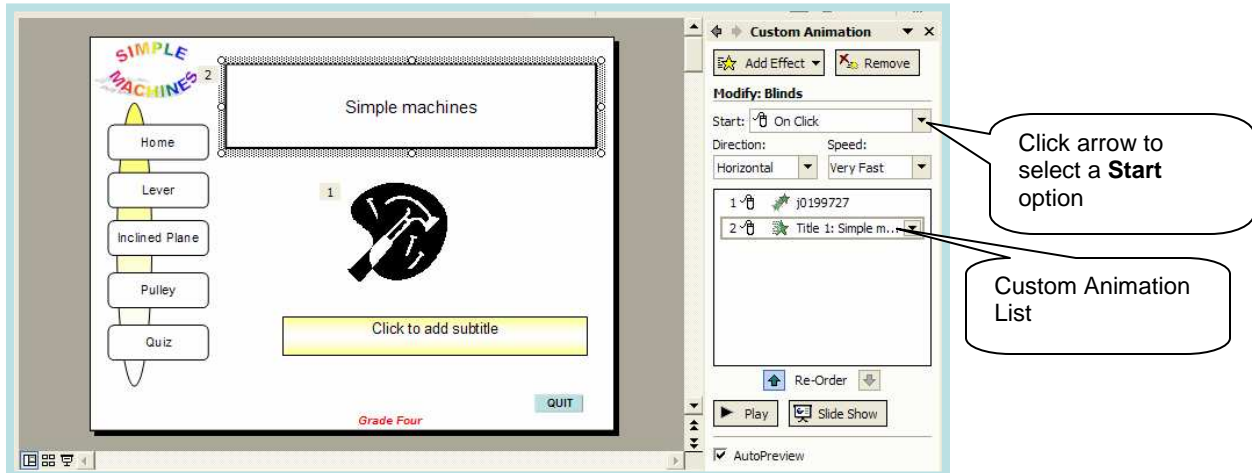 SIMPLE
MACHINES
2
Simple machines
Home
Lever
Inclined Plane
Pulley
Quiz
1
Click to add subtitle
QUIT
Grade Four
Custom Animation
Add Effect
Remove
Modify: Blinds
Start: On Click
Direction: Speed:
Horizontal Very Fast
1 j0199727
2 Title 1: Simple m...
Re-Order
Play Slide Show
AutoPreview
Click arrow to
select a Start
option
Custom Animation
List